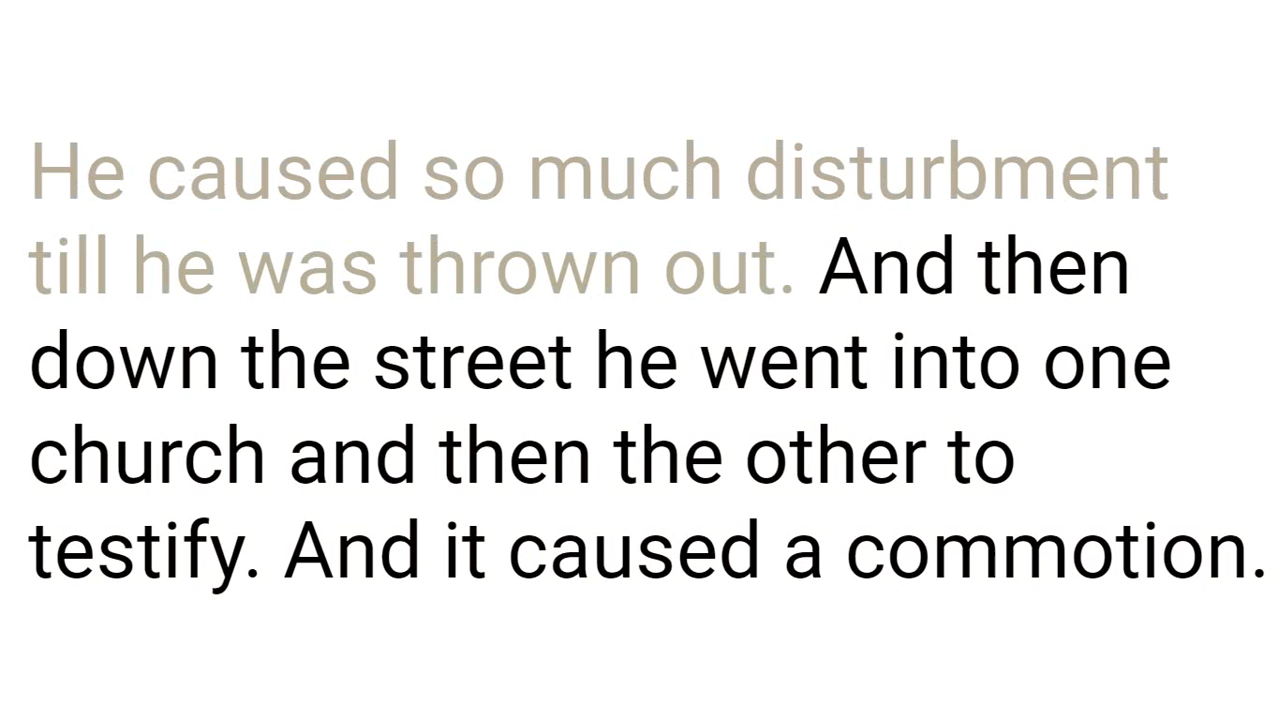 He caused so much disturbment
till he was thrown out. And then
down the street he went into one
church and then the other to
testify. And it caused a commotion.